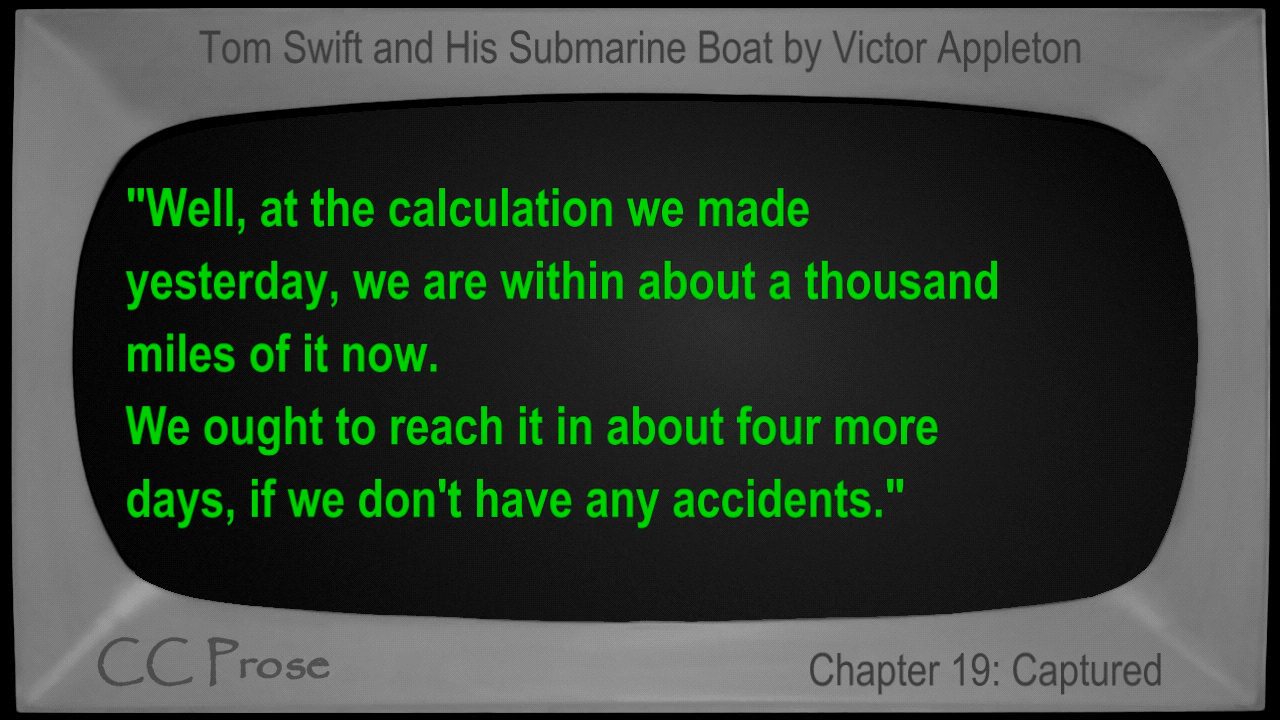 Tom Swift and His Submarine Boat by Victor Appleton
"Well, at the calculation we made
yesterday, we are within about a thousand
miles of it now.
We ought to reach it in about four more
days, if we don't have any accidents."
CC Prose
Chapter 19: Captured